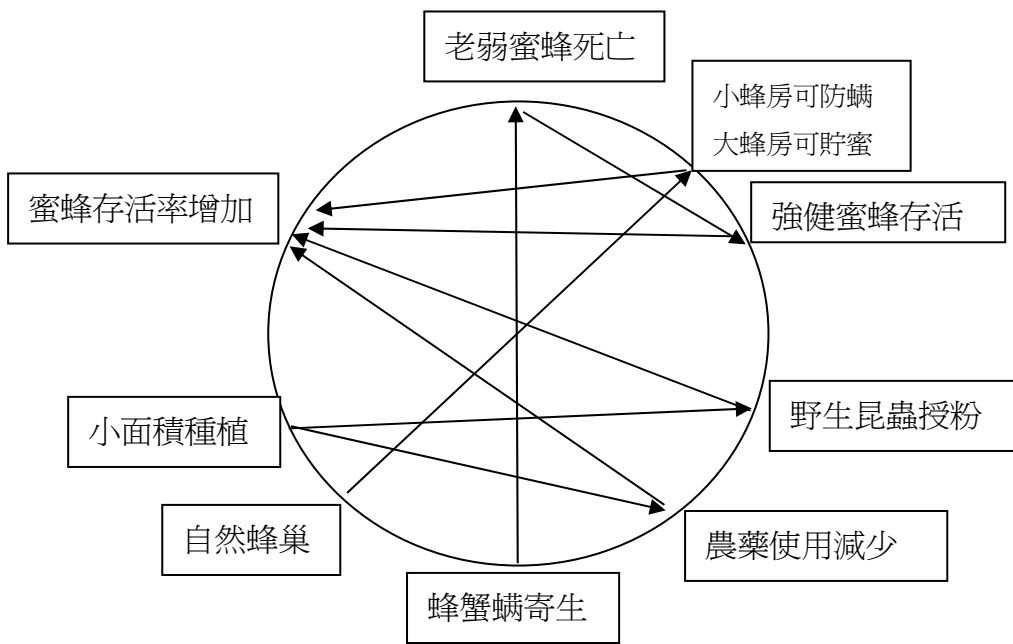 老弱蜜蜂死亡
小蜂房可防螨
大蜂房可貯蜜
蜜蜂存活率增加
強健蜜蜂存活
小面積種植
野生昆蟲授粉
自然蜂巢
農藥使用減少
蜂蟹螨寄生